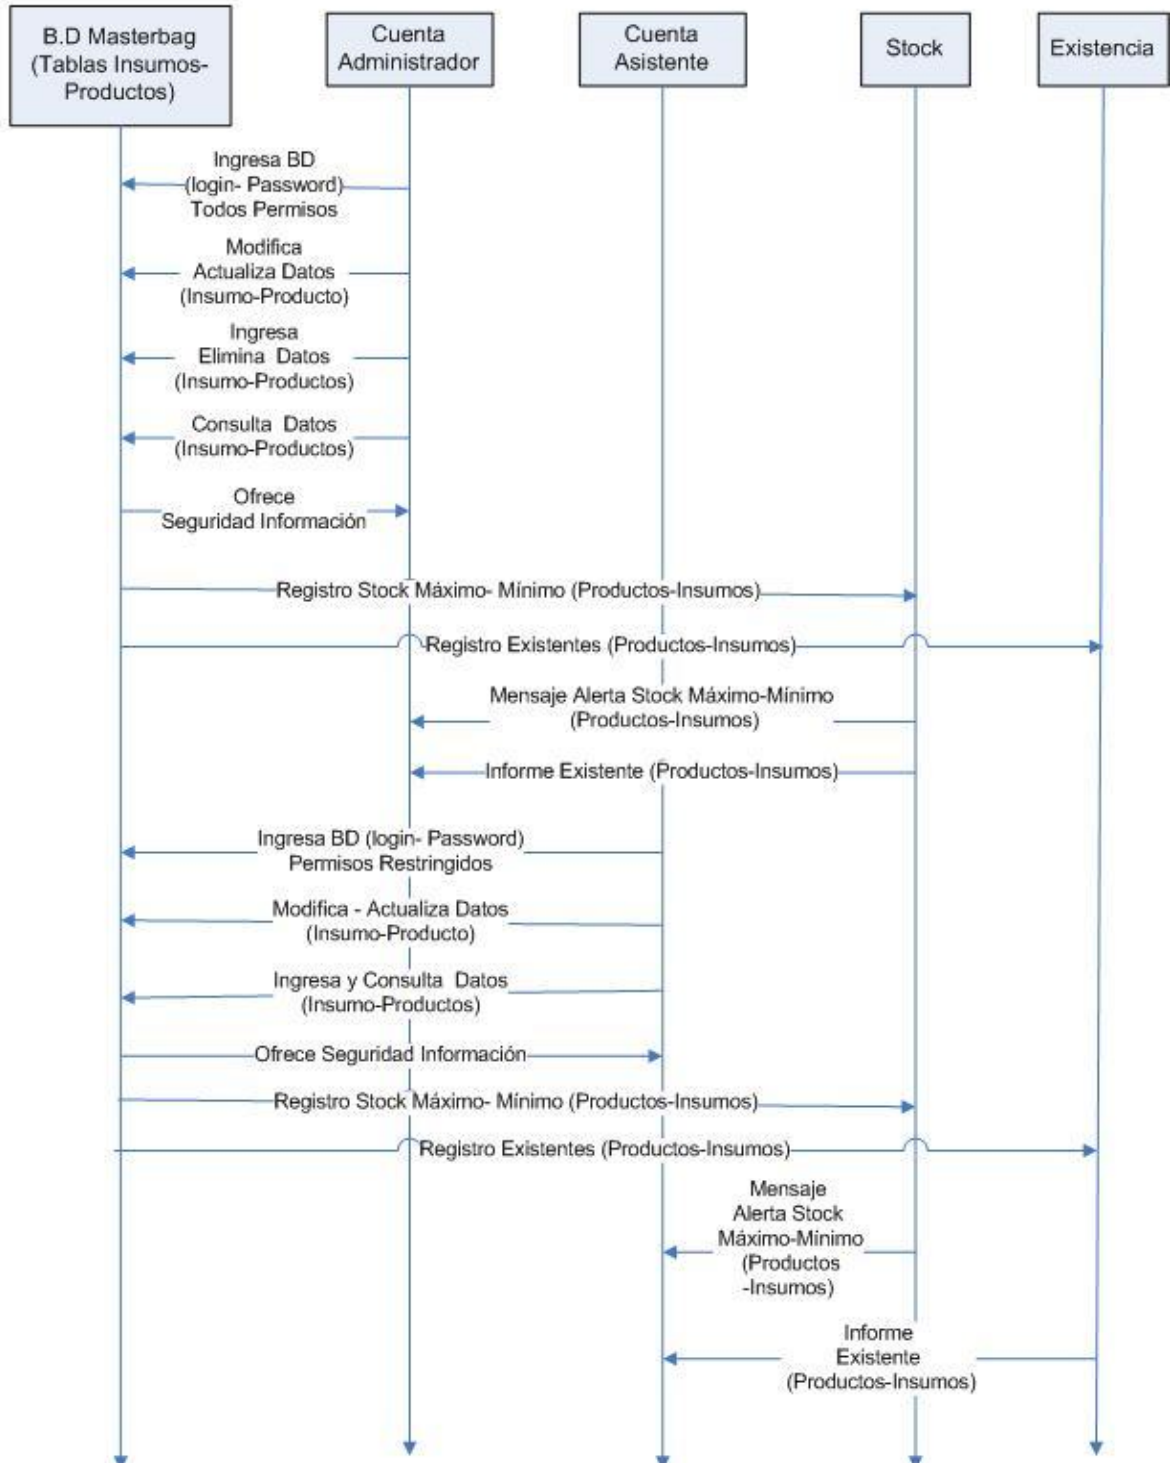 B.D Masterbag
(Tablas Insumos-
Productos)
Cuenta
Administrador
Cuenta
Asistente
Stock
Existencia
Ingresa BD
(login- Password)
Todos Permisos
Modifica
Actualiza Datos
(Insumo-Producto)
Ingresa
Elimina Datos
(Insumo-Productos)
Consulta Datos
(Insumo-Productos)
Ofrece
Seguridad Información
Registro Stock Máximo- Mínimo (Productos-Insumos)
Registro Existentes (Productos-Insumos)
Mensaje Alerta Stock Máximo-Mínimo
(Productos-Insumos)
Informe Existente (Productos-Insumos)
Ingresa BD (login- Password)
Permisos Restringidos
Modifica - Actualiza Datos
(Insumo-Producto)
Ingresa y Consulta Datos
(Insumo-Productos)
Ofrece Seguridad Información
Registro Stock Máximo- Mínimo (Productos-Insumos)
Registro Existentes (Productos-Insumos)
Mensaje
Alerta Stock
Máximo-Mínimo
(Productos
-Insumos)
Informe
Existente
(Productos-Insumos)